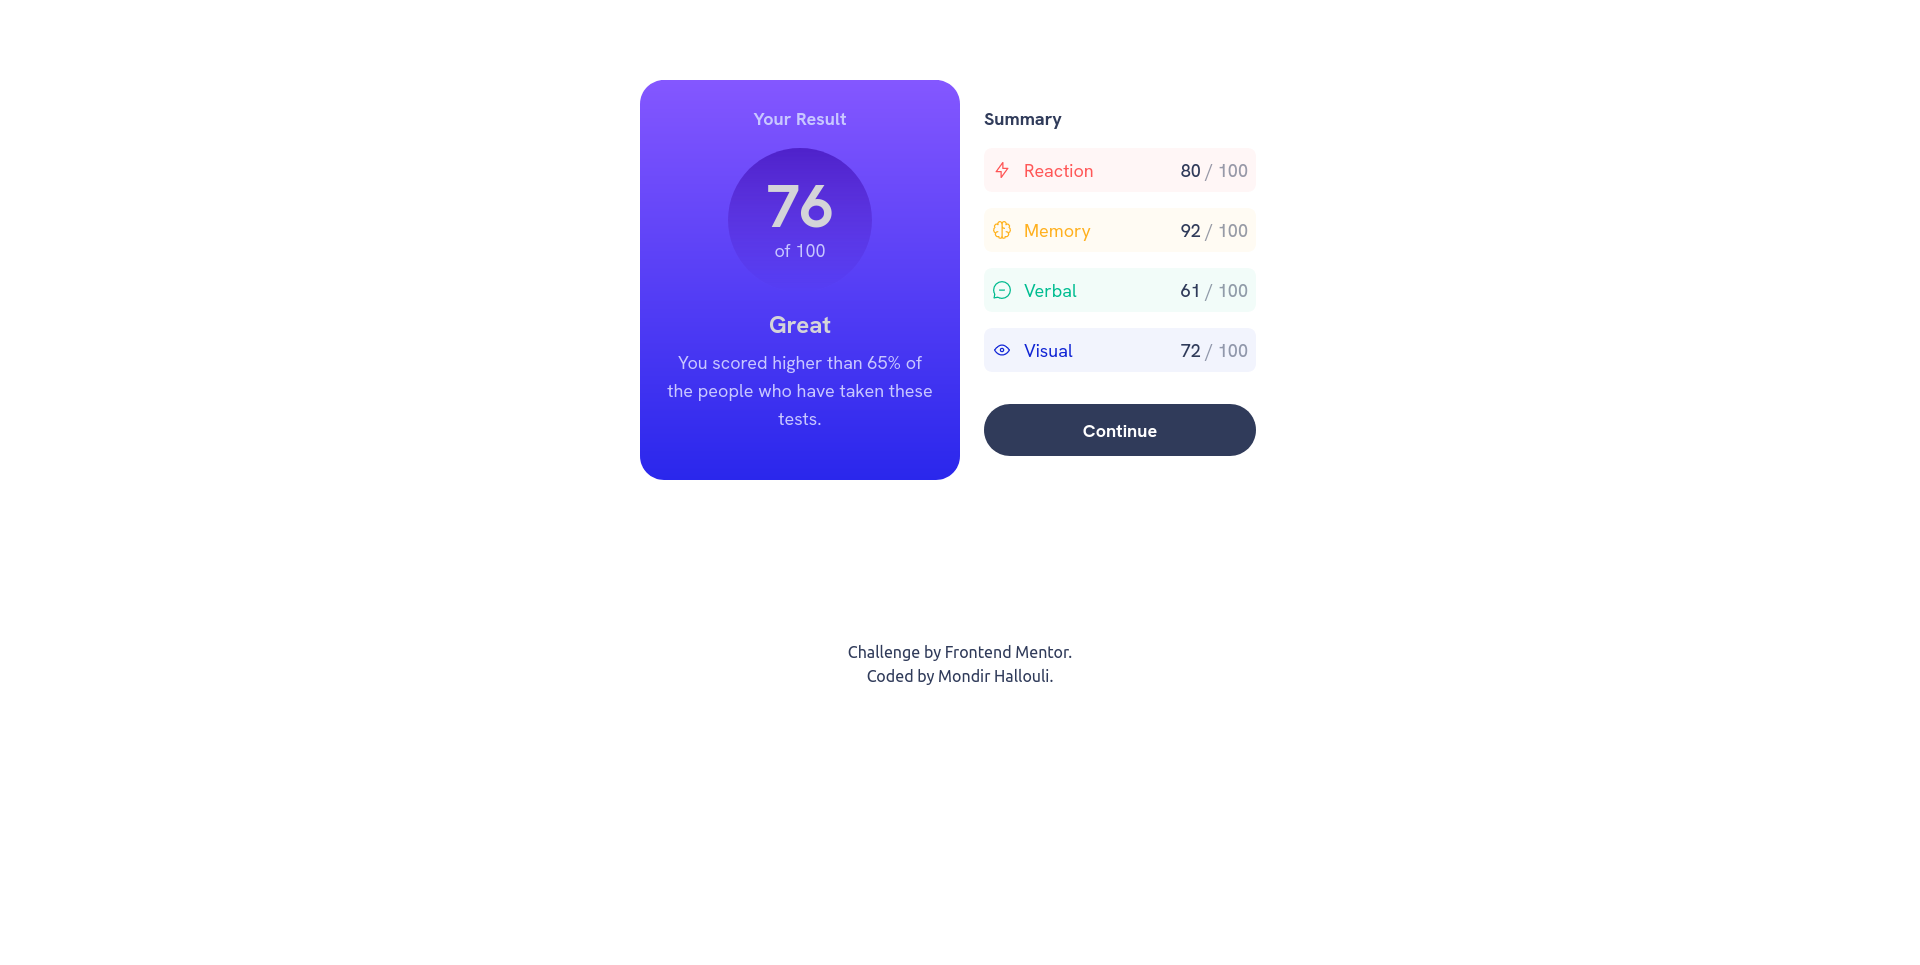 Your Result
76
of 100
Great
You scored higher than 65% of
the people who have taken these
tests.
Summary
Reaction 80 / 100
Memory 92 / 100
Verbal 61 / 100
Visual 72 / 100
Continue
Challenge by Frontend Mentor.
Coded by Mondir Hallouli.